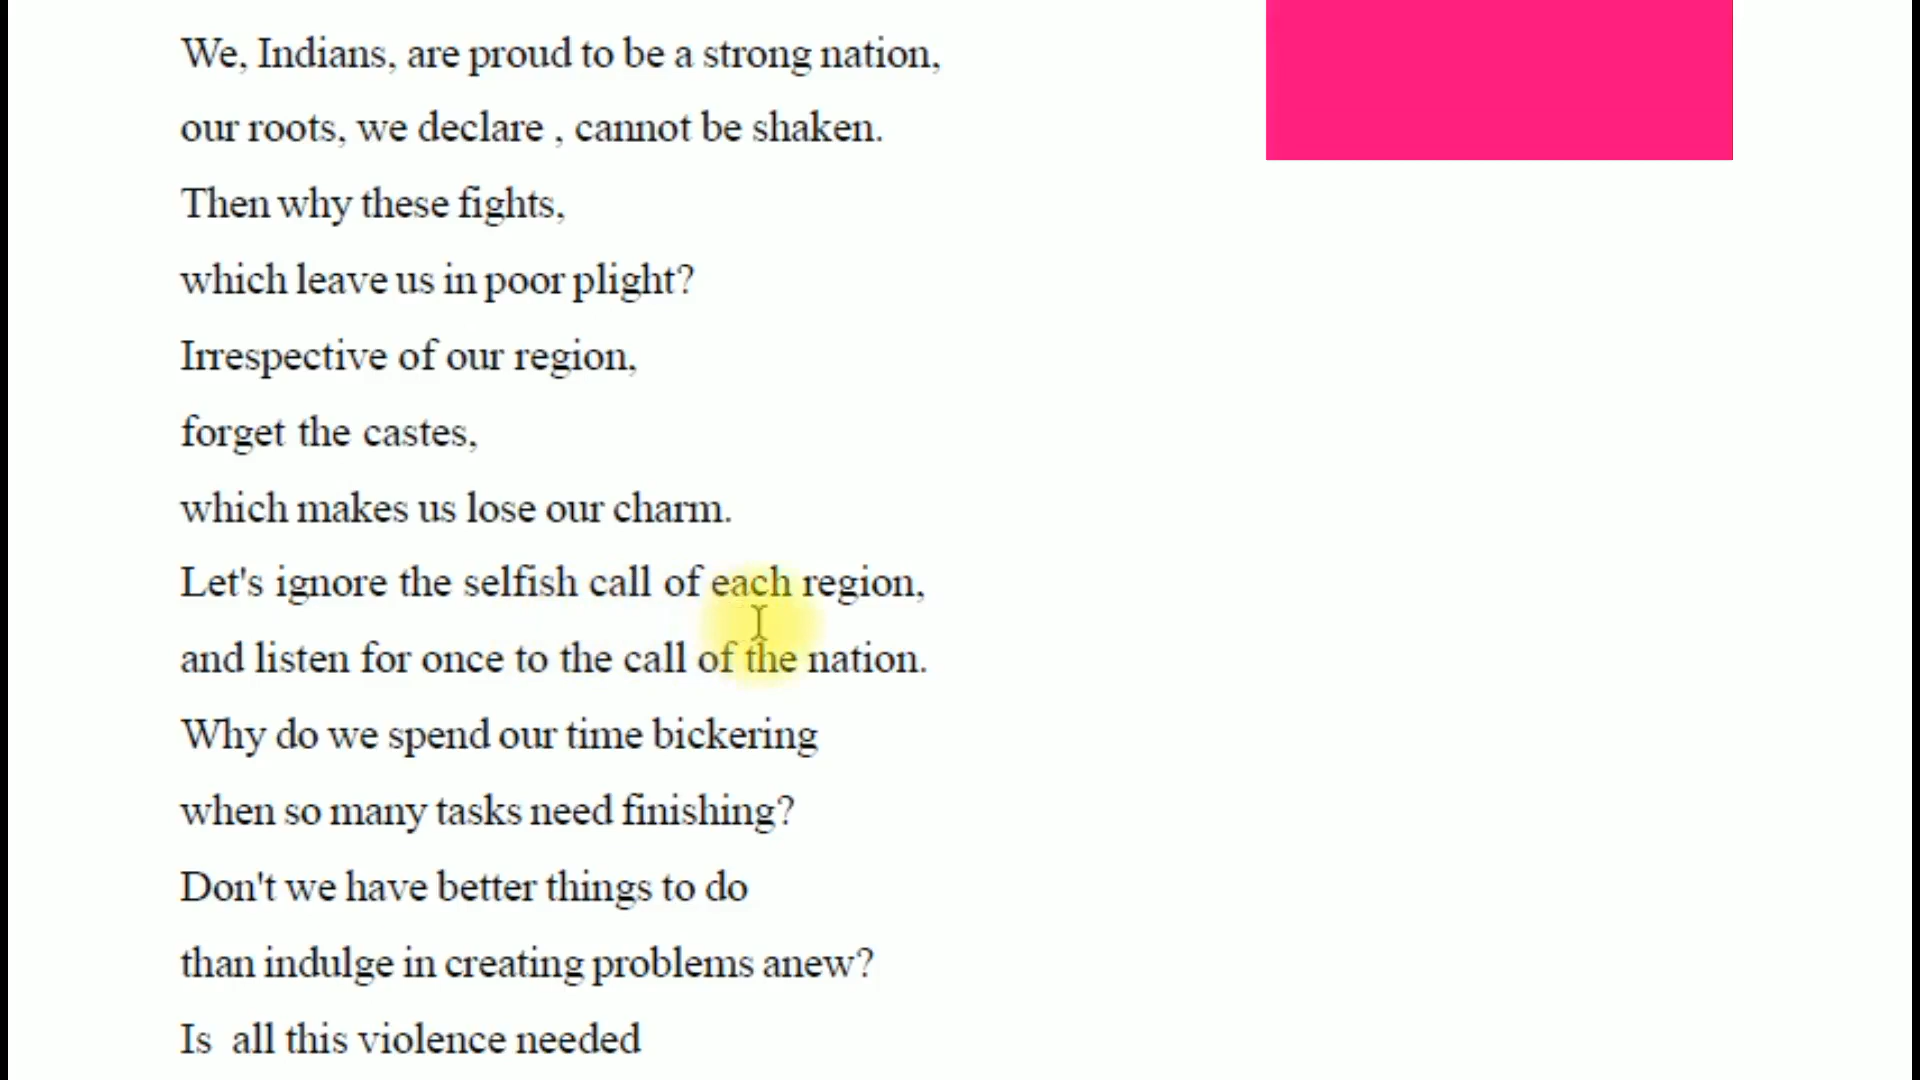 We, Indians, are proud to be a strong nation,
our roots, we declare , cannot be shaken.
Then why these fights,
which leave us in poor plight?
Irrespective of our region,
forget the castes,
which makes us lose our charm.
Let's ignore the selfish call of each region,
and listen for once to the call of the nation.
Why do we spend our time bickering
when so many tasks need finishing?
Don't we have better things to do
than indulge in creating problems anew?
Is all this violence needed